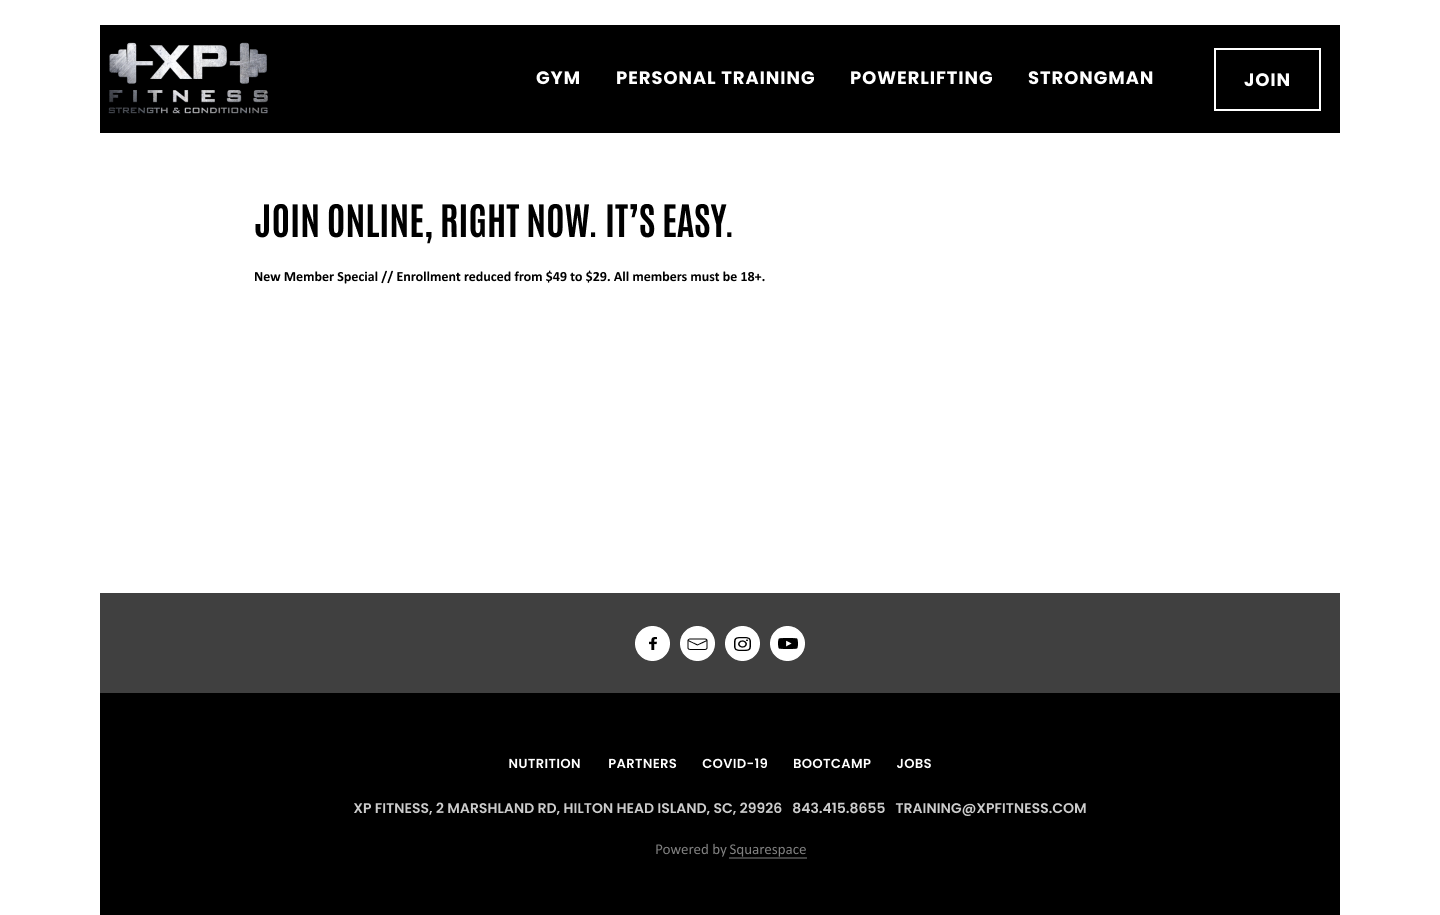 XP
FITNESS
STRENGTH & CONDITIONING
GYM PERSONAL TRAINING POWERLIFTING STRONGMAN JOIN
JOIN ONLINE, RIGHT NOW. IT’S EASY.
New Member Special // Enrollment reduced from $49 to $29. All members must be 18+.
NUTRITION PARTNERS COVID-19 BOOTCAMP JOBS
XP FITNESS, 2 MARSHLAND RD, HILTON HEAD ISLAND, SC, 29926 843.415.8655 TRAINING@XPFITNESS.COM
Powered by Squarespace